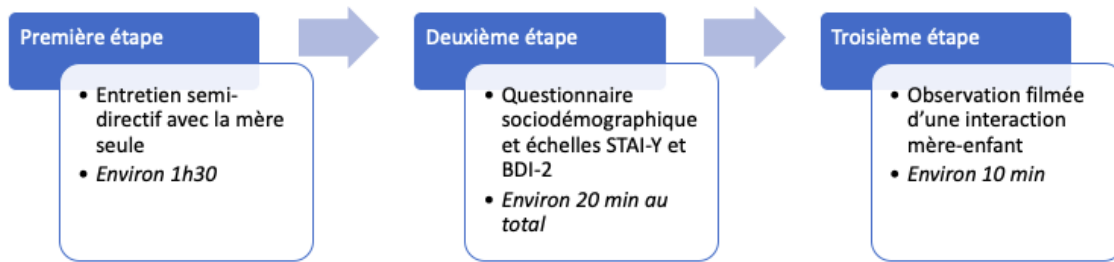 Première étape
• Entretien semi-
directif avec la mère
seule
• Environ 1h30
Deuxième étape
• Questionnaire
sociodémographique
et échelles STAI-Y et
BDI-2
• Environ 20 min au
total
Troisième étape
• Observation filmée
d’une interaction
mère-enfant
• Environ 10 min